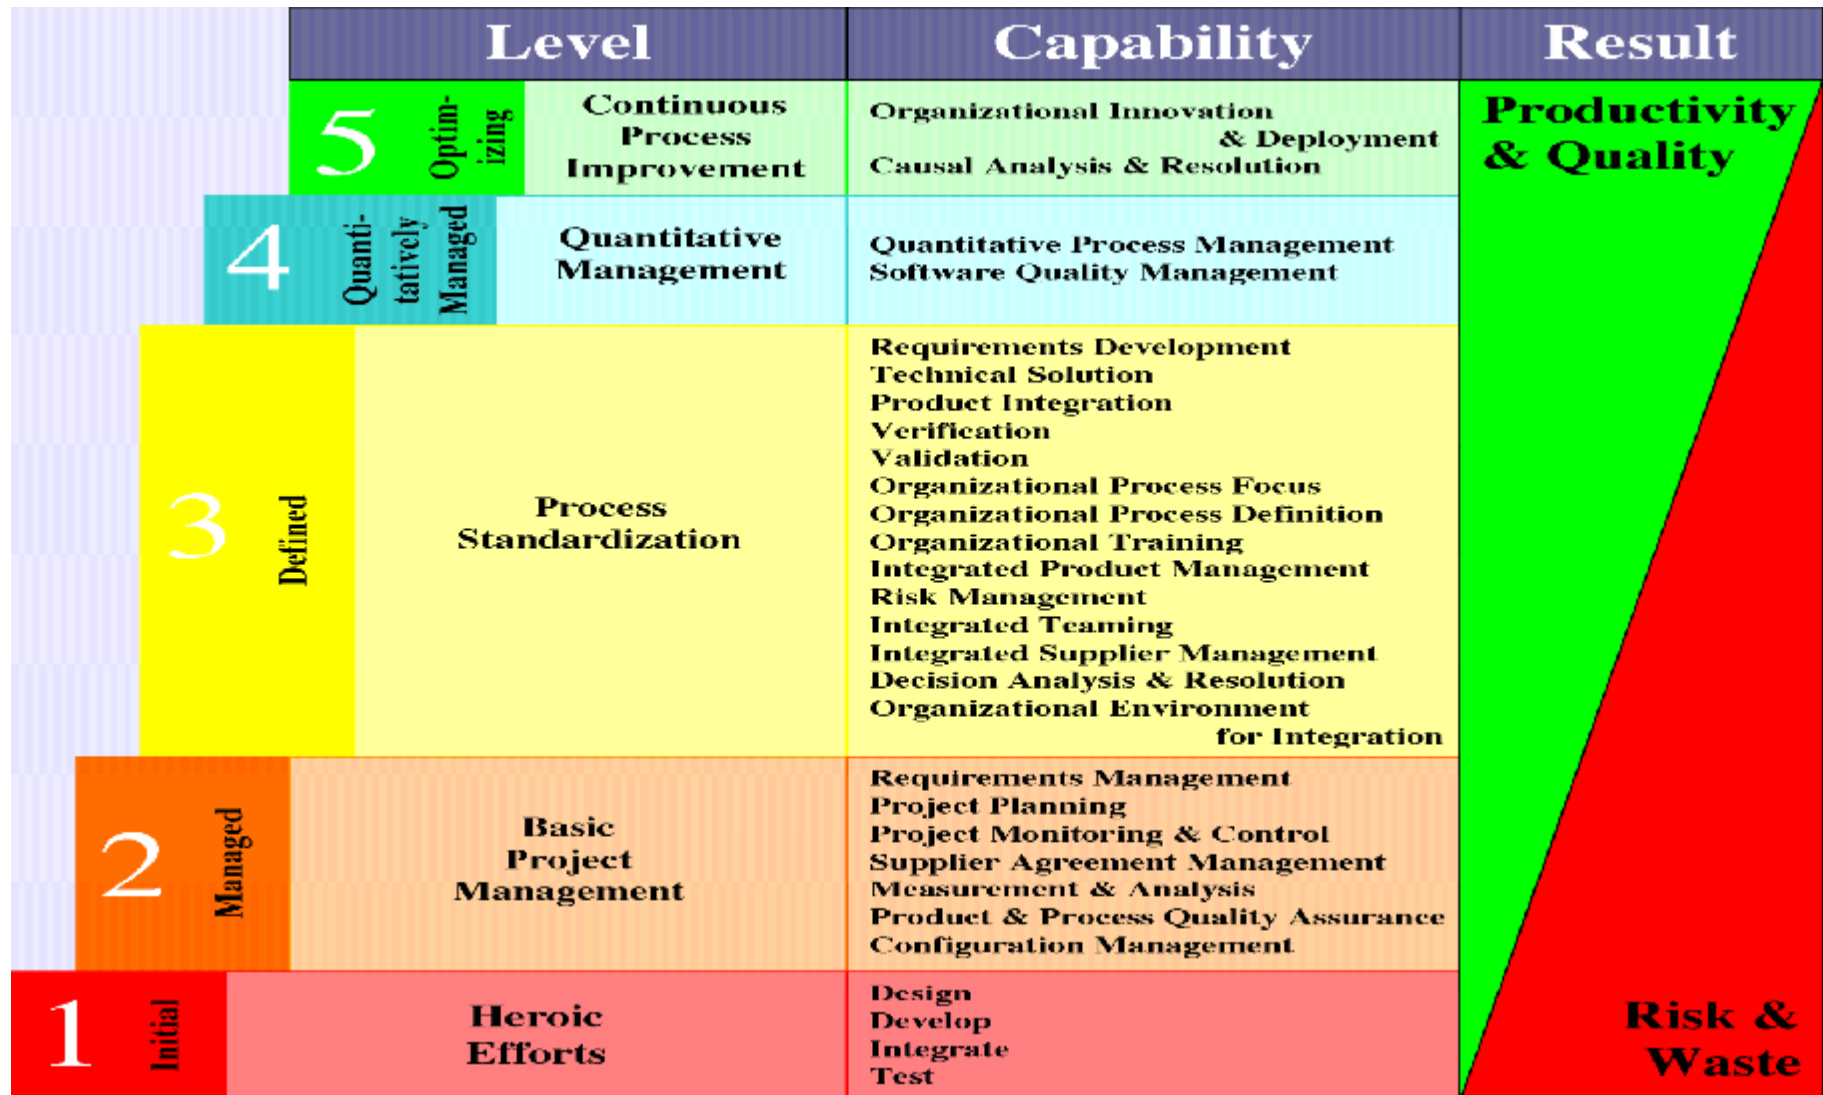 Level
Capability
Result
5
Optim-
izing
Continuous
Process
Improvement
Organizational Innovation
& Deployment
Causal Analysis & Resolution
Productivity
& Quality
4
Quanti-
tatively
Managed
Quantitative
Management
Quantitative Process Management
Software Quality Management
3
Defined
Process
Standardization
Requirements Development
Technical Solution
Product Integration
Verification
Validation
Organizational Process Focus
Organizational Process Definition
Organizational Training
Integrated Product Management
Risk Management
Integrated Teaming
Integrated Supplier Management
Decision Analysis & Resolution
Organizational Environment
for Integration
2
Managed
Basic
Project
Management
Requirements Management
Project Planning
Project Monitoring & Control
Supplier Agreement Management
Measurement & Analysis
Product & Process Quality Assurance
Configuration Management
1
Initial
Heroic
Efforts
Design
Develop
Integrate
Test
Risk &
Waste